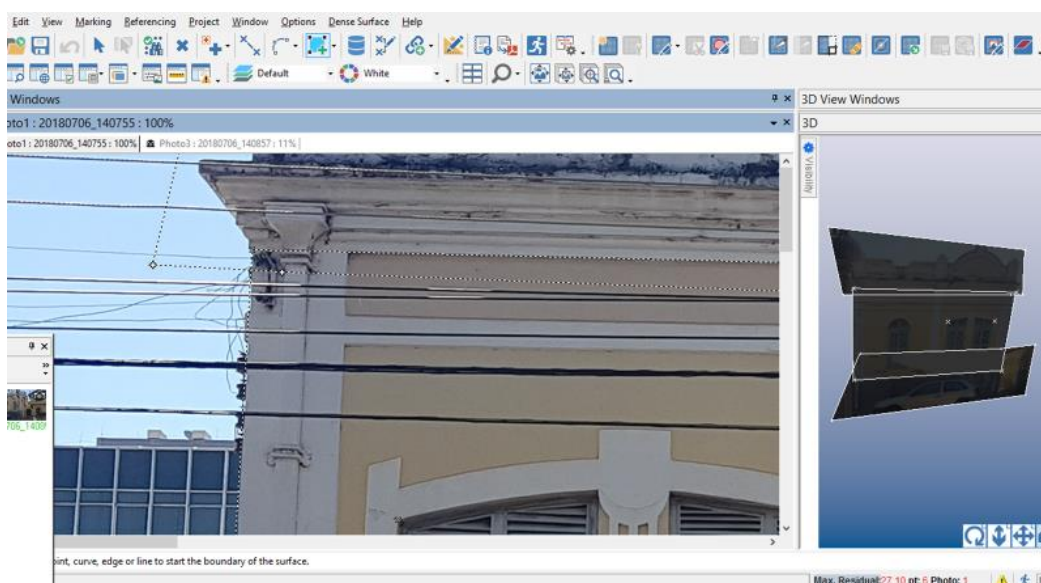 Edit View Marking Referencing Project Window Options Dense Surface Help
Default White
Windows
oto1 : 20180706_140755 : 100%
oto1 : 20180706_140755 : 100% Photo3 : 20180706_140857 : 11%
3D View Windows
3D
Visibility
706_1408
oint, curve, edge or line to start the boundary of the surface.
Max. Residual:27.10 pt: 6 Photo: 1